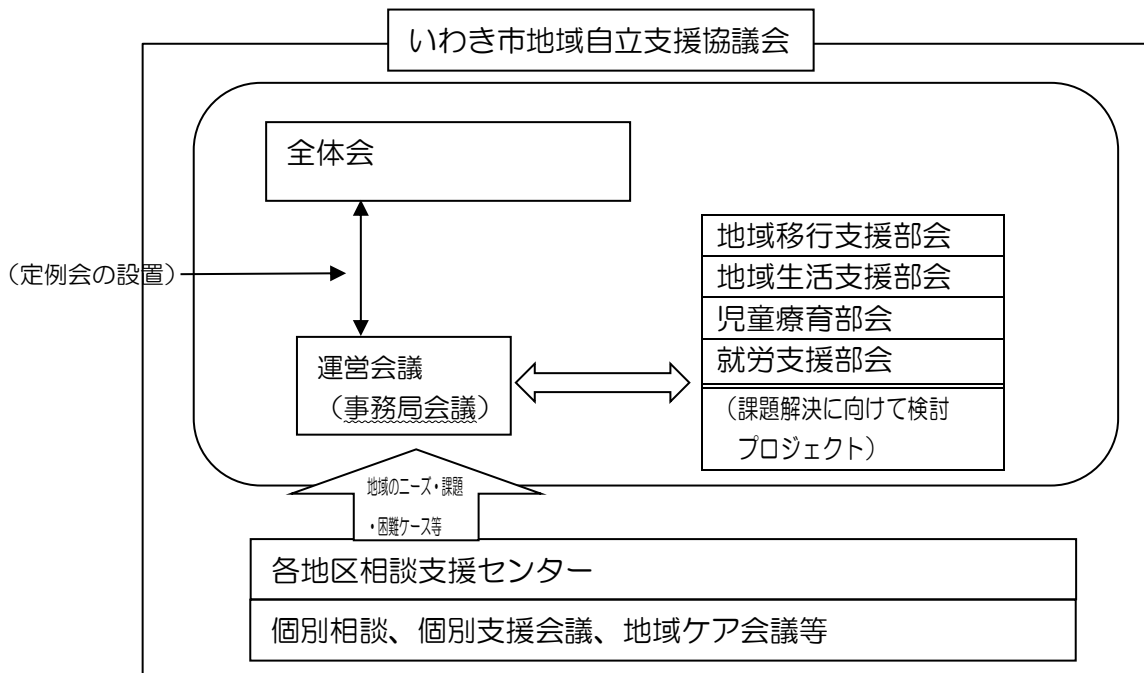 いわき市地域自立支援協議会
全体会
(定例会の設置)
地域移行支援部会
地域生活支援部会
児童療育部会
就労支援部会
(課題解決に向けて検討
プロジェクト)
運営会議
(事務局会議)
地域のニーズ・課題
・困難ケース等
各地区相談支援センター
個別相談、個別支援会議、地域ケア会議等